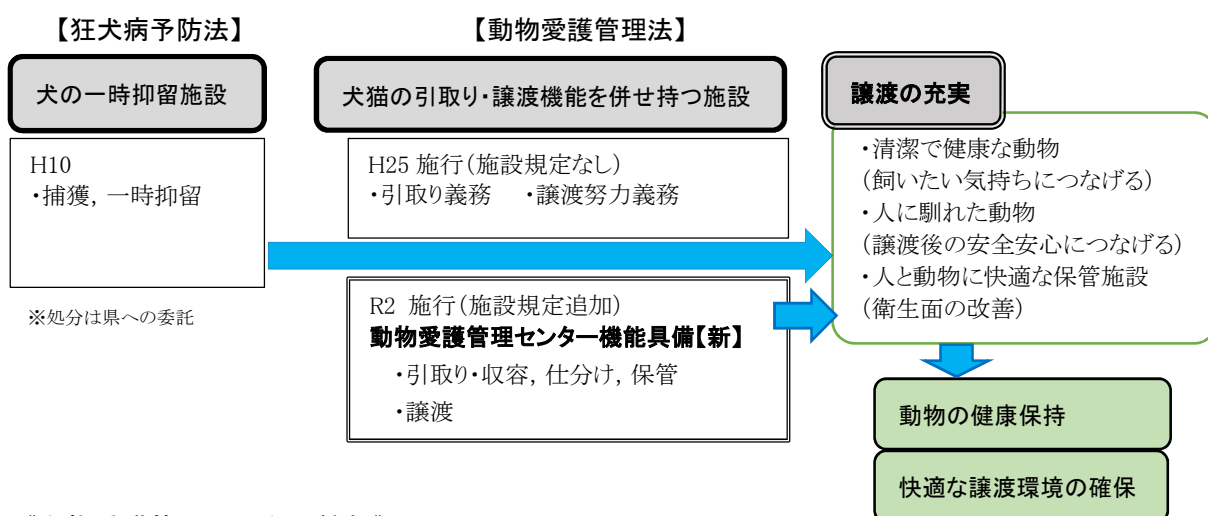 【狂犬病予防法】
【動物愛護管理法】
犬の一時抑留施設
犬猫の引取り・譲渡機能を併せ持つ施設
譲渡の充実
H10
・捕獲, 一時抑留
※処分は県への委託
H25 施行(施設規定なし)
・引取り義務 ・譲渡努力義務
R2 施行(施設規定追加)
動物愛護管理センター機能具備【新】
・引取り・収容, 仕分け, 保管
・譲渡
・清潔で健康な動物
(飼いたい気持ちにつなげる)
・人に馴れた動物
(譲渡後の安全安心につなげる)
・人と動物に快適な保管施設
(衛生面の改善)
動物の健康保持
快適な譲渡環境の確保